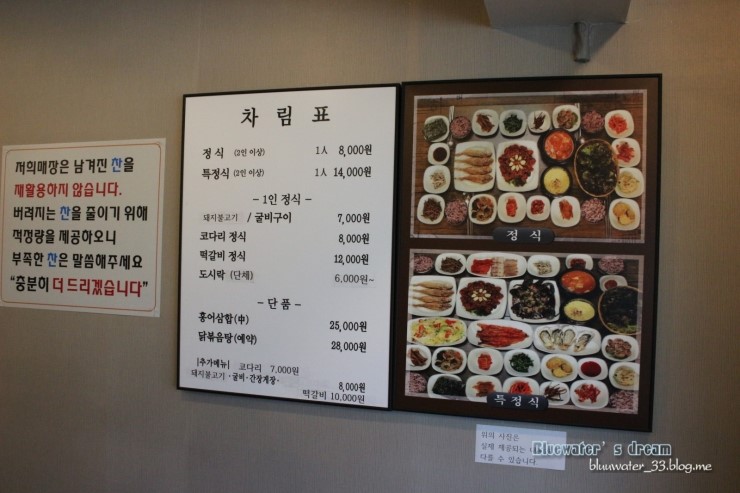 저희매장은 남겨진 찬을
재활용하지 않습니다.
버려지는 찬을 줄이기 위해
적정량을 제공하오니
부족한 찬은 말씀해주세요
"충분히 더 드리겠습니다"
차 림 표
정 식 (2인 이상) 1人 8,000원
특정식 (2인 이상) 1人 14,000원
- 1인 정식 -
돼지불고기 / 굴비구이 7,000원
코다리 정식 8,000원
떡갈비 정식 12,000원
도시락 (단체) 6,000원~
- 단 품 -
홍어삼합(中) 25,000원
닭볶음탕(예약) 28,000원
|추가메뉴| 코다리 7,000원
돼지불고기 · 굴비 · 간장게장 · 8,000원
떡갈비 10,000원
정 식
특정식
위의 사진은
실제 제공되는
다를 수 있습니다
Bluewater's dream
bluuwater_33.blog.me